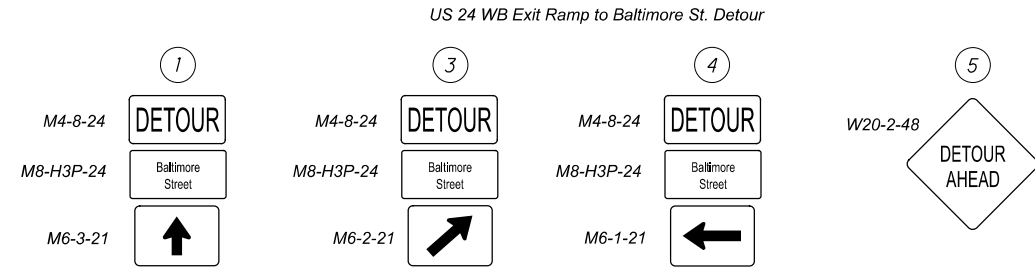 US 24 WB Exit Ramp to Baltimore St. Detour
1
M4-8-24
DETOUR
M8-H3P-24
Baltimore
Street
M6-3-21
3
M4-8-24
DETOUR
M8-H3P-24
Baltimore
Street
M6-2-21
4
M4-8-24
DETOUR
M8-H3P-24
Baltimore
Street
M6-1-21
5
W20-2-48
DETOUR
AHEAD